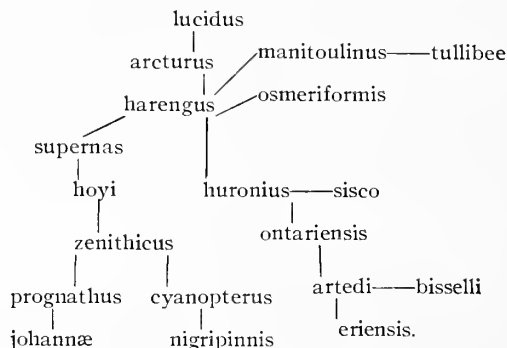 lucidus
arcturus manitoulinus tullibee
harengus osmeriformis
supernas
hoyi huronius sisco
zenithicus ontariensis
prognathus cyanopterus artedi bisselli
johannæ nigripinnis eriensis.